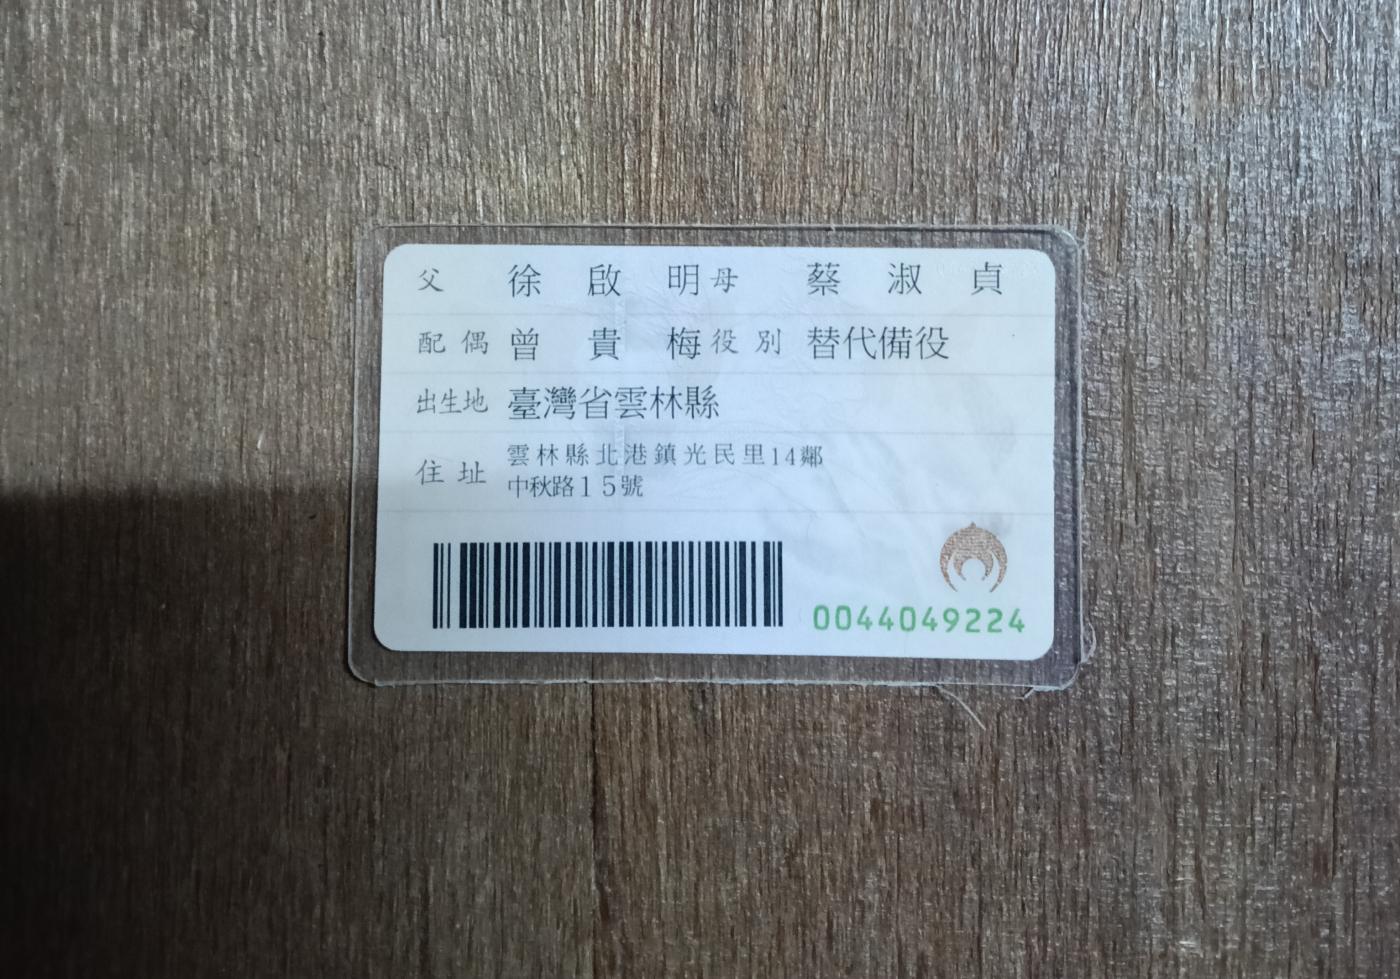 父 徐啟明 母 蔡淑貞
配偶 曾貴梅 役別 替代備役
出生地 臺灣省雲林縣
住址 雲林縣北港鎮光民里14鄰
中秋路15號
0044049224